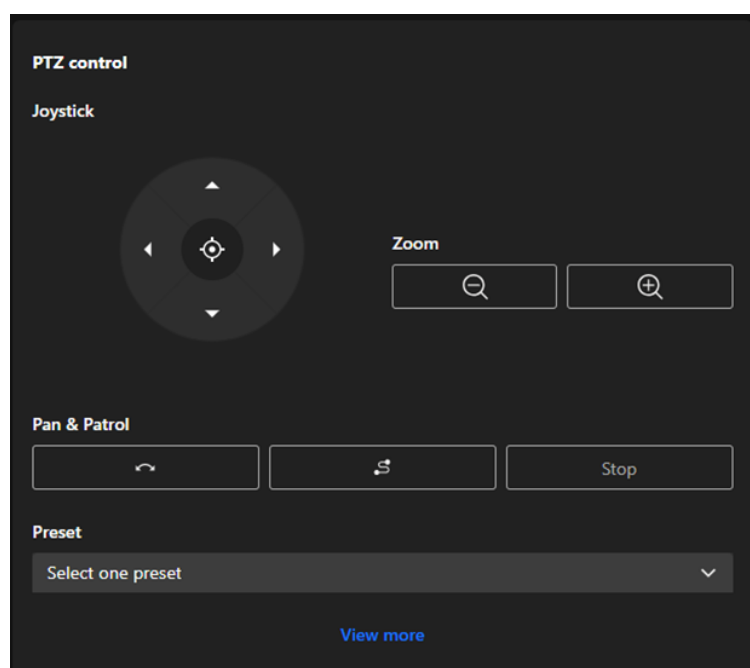 PTZ control
Joystick
Zoom
Pan & Patrol
Stop
Preset
Select one preset
View more